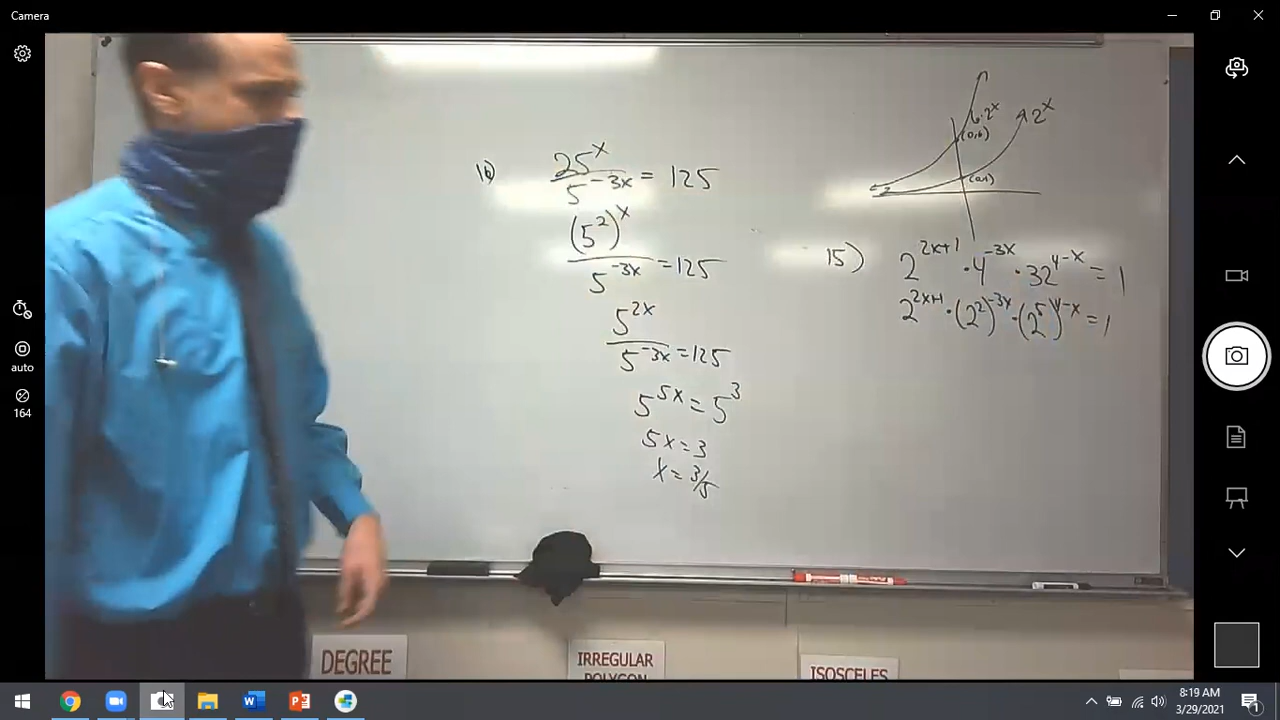 Camera
16)
25^x / 5^-3x = 125
(5^2)^x / 5^-3x = 125
5^2x / 5^-3x = 125
5^5x = 5^3
5x = 3
x = 3/5
6·2^x
2^x
(0,6)
(0,1)
15) 2^2x+1 · 4^-3x · 32^4-x = 1
2^2x+1 · (2^2)^-3x · (2^5)^4-x = 1
DEGREE
IRREGULAR
POLYGON
ISOSCELES
auto
164
8:19 AM
3/29/2021
1